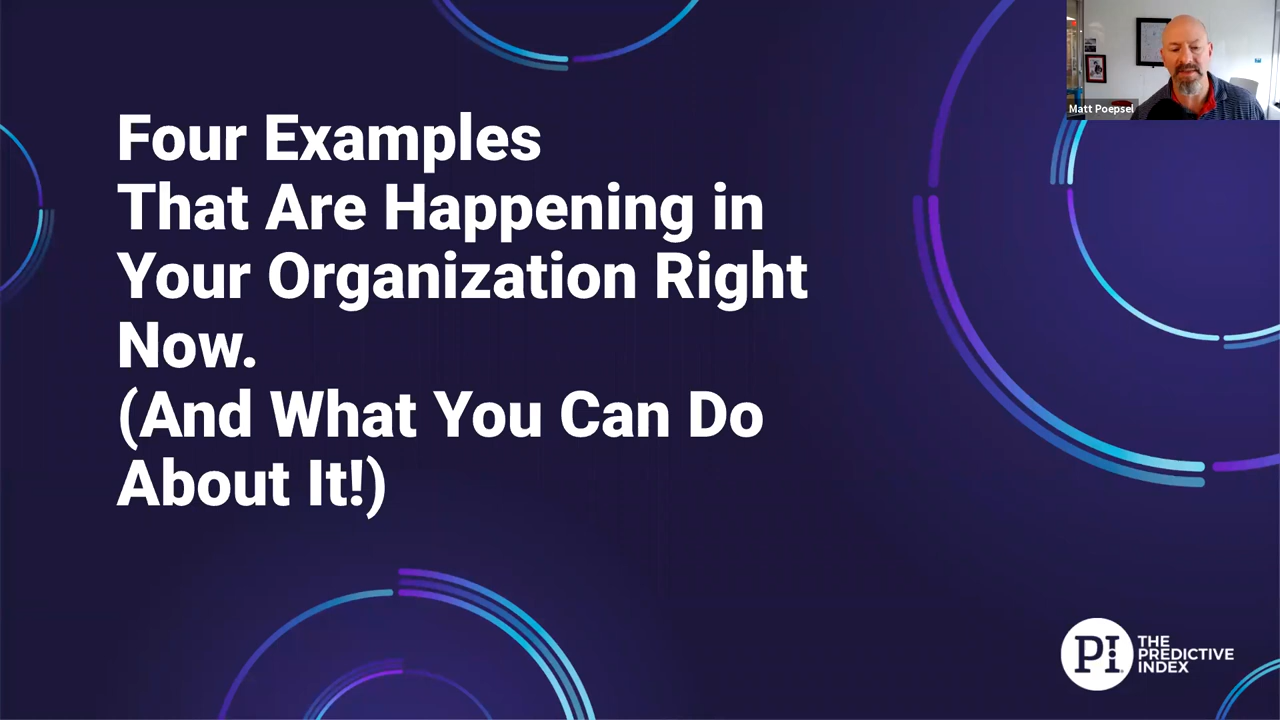 Four Examples
That Are Happening in
Your Organization Right
Now.
(And What You Can Do
About It!)
Matt Poepsel
PI
THE
PREDICTIVE
INDEX